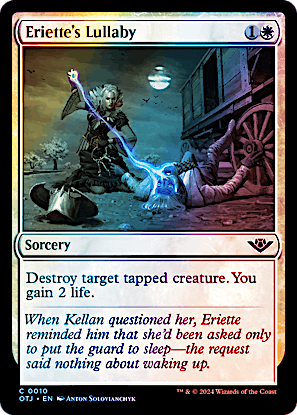 Eriette's Lullaby 1
Sorcery
Destroy target tapped creature. You
gain 2 life.
When Kellan questioned her, Eriette
reminded him that she'd been asked only
to put the guard to sleep—the request
said nothing about waking up.
C 0010
OTJ • EN Anton Solovianchyk
™ & © 2024 Wizards of the Coast